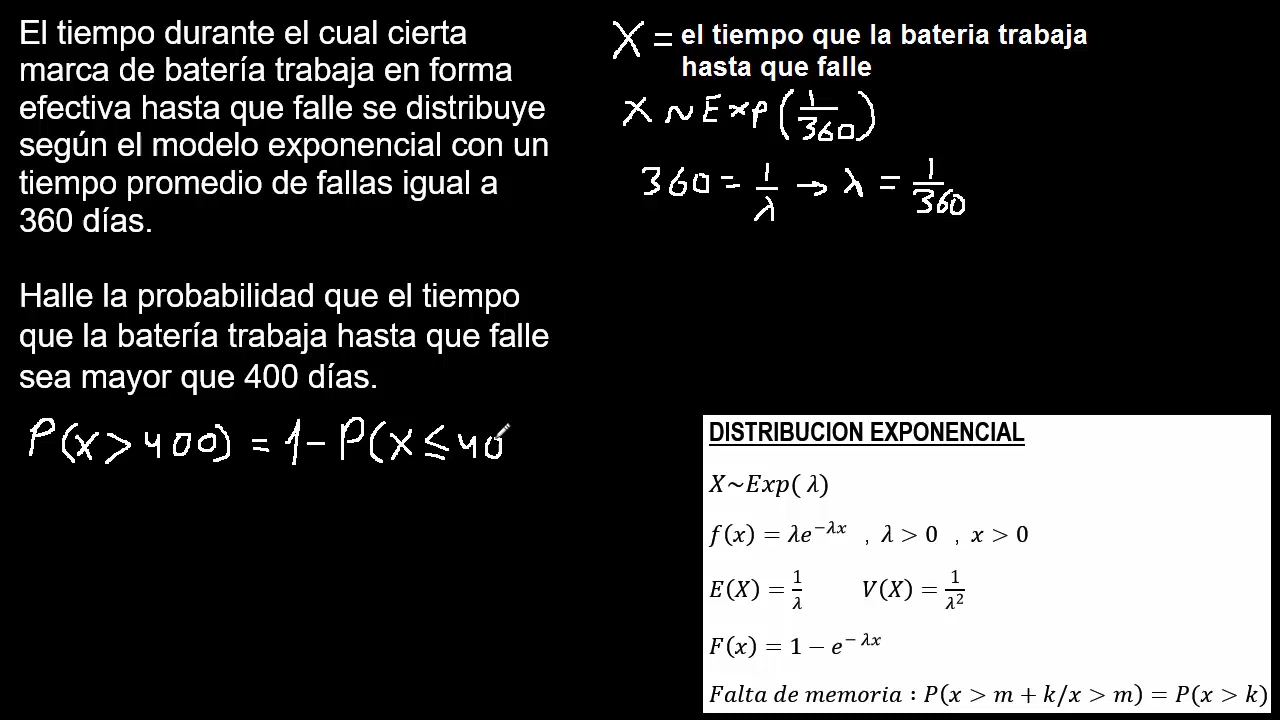 El tiempo durante el cual cierta
marca de batería trabaja en forma
efectiva hasta que falle se distribuye
según el modelo exponencial con un
tiempo promedio de fallas igual a
360 días.
Halle la probabilidad que el tiempo
que la batería trabaja hasta que falle
sea mayor que 400 días.
P(x > 400) = 1 - P(x ≤ 40
X = el tiempo que la bateria trabaja
hasta que falle
X ~ Exp(1/360)
360 = 1/λ → λ = 1/360
DISTRIBUCION EXPONENCIAL
X~Exp( λ)
f(x) = λe^{−λx} , λ > 0 , x > 0
E(X) = 1/λ V(X) = 1/λ²
F(x) = 1 − e^{− λx}
Falta de memoria : P(x > m + k/x > m) = P(x > k)